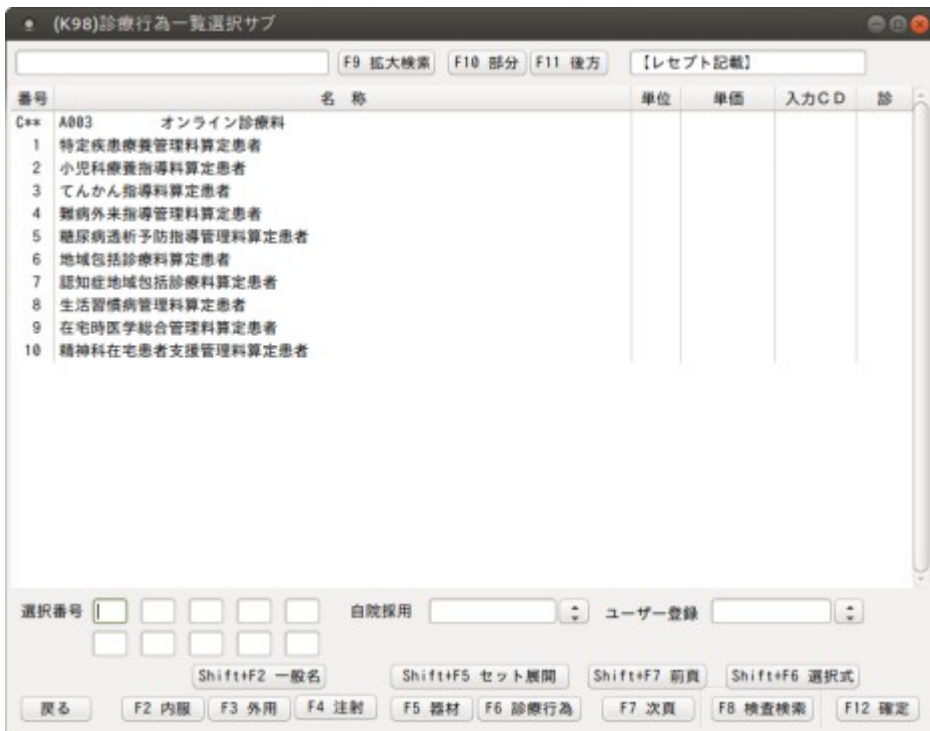 (K98)診療行為一覧選択サブ
F9 拡大検索 F10 部分 F11 後方 【レセプト記載】
番号 名 称 単位 単価 入力CD 診
C** A003 オンライン診療料
1 特定疾患療養管理料算定患者
2 小児科療養指導料算定患者
3 てんかん指導料算定患者
4 難病外来指導管理料算定患者
5 糖尿病透析予防指導管理料算定患者
6 地域包括診療料算定患者
7 認知症地域包括診療料算定患者
8 生活習慣病管理料算定患者
9 在宅時医学総合管理料算定患者
10 精神科在宅患者支援管理料算定患者
選択番号 自院採用 ユーザー登録
Shift+F2 一般名 Shift+F5 セット展開 Shift+F7 前頁 Shift+F6 選択式
戻る F2 内服 F3 外用 F4 注射 F5 器材 F6 診療行為 F7 次頁 F8 検査検索 F12 確定